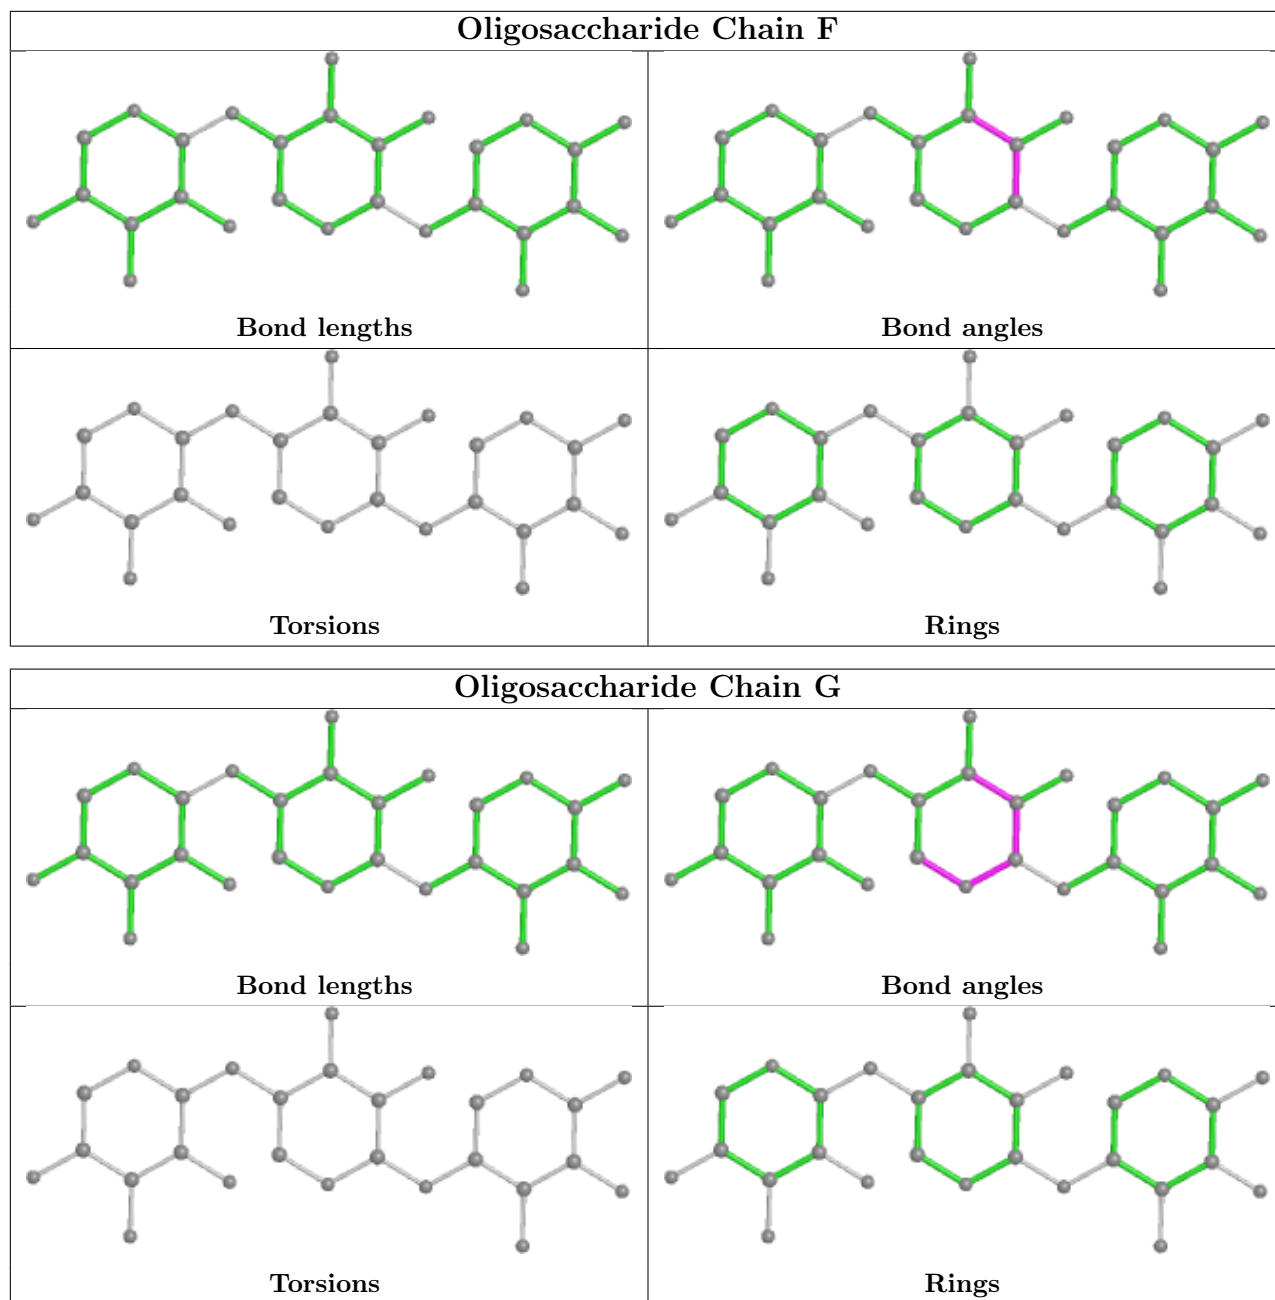 Oligosaccharide Chain F
Bond lengths
Bond angles
Torsions
Rings
Oligosaccharide Chain G
Bond lengths
Bond angles
Torsions
Rings